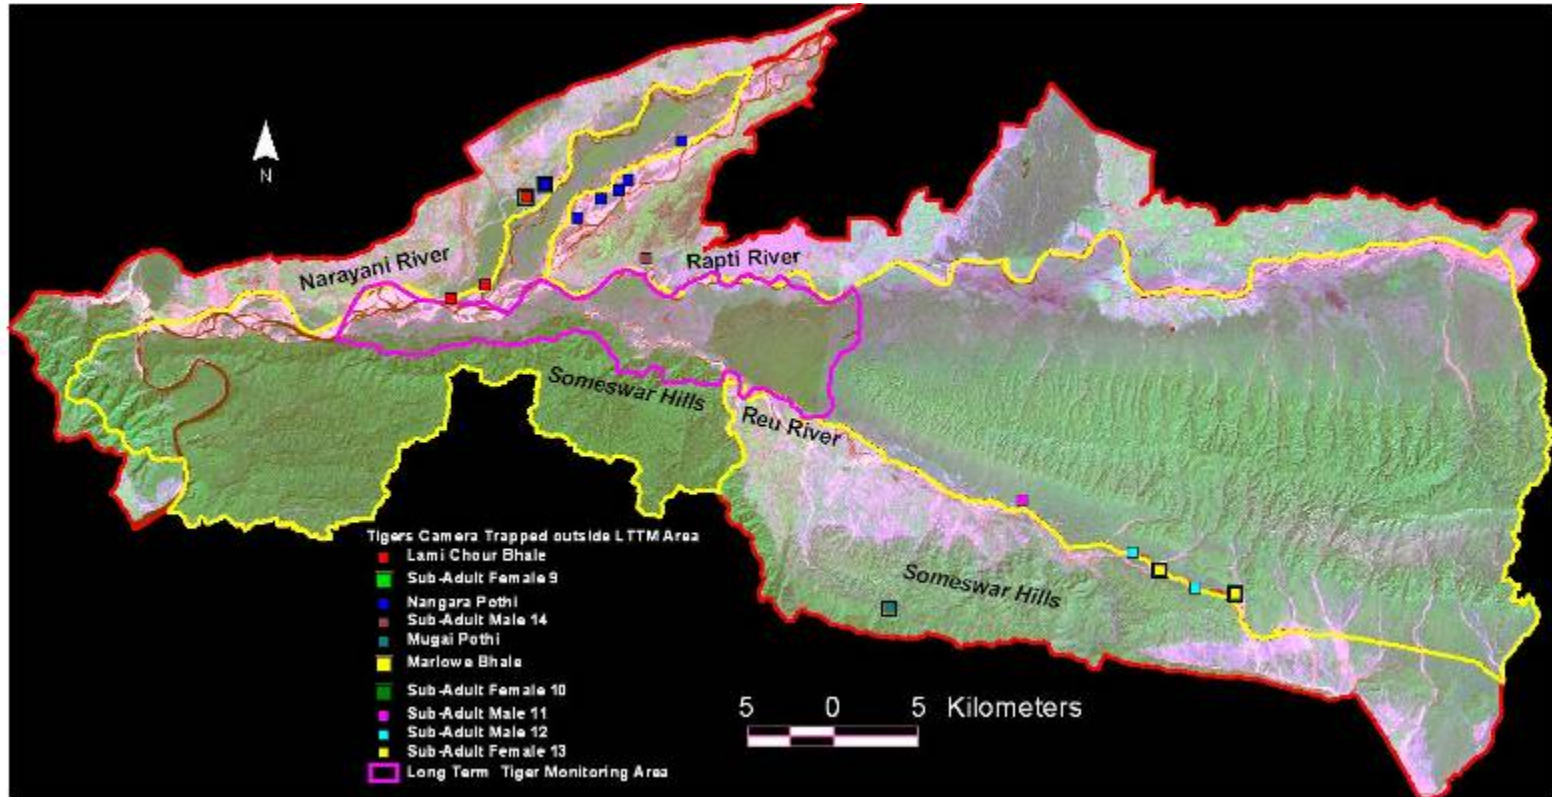 N
Narayani River
Rapti River
Someswar Hills
Reu River
Someswar Hills
Tigers Camera Trapped outside LTTM Area
Lami Chour Bhale
Sub-Adult Female 9
Nangara Pothi
Sub-Adult Male 14
Mugai Pothi
Marlowe Bhale
Sub-Adult Female 10
Sub-Adult Male 11
Sub-Adult Male 12
Sub-Adult Female 13
Long Term Tiger Monitoring Area
5 0 5 Kilometers